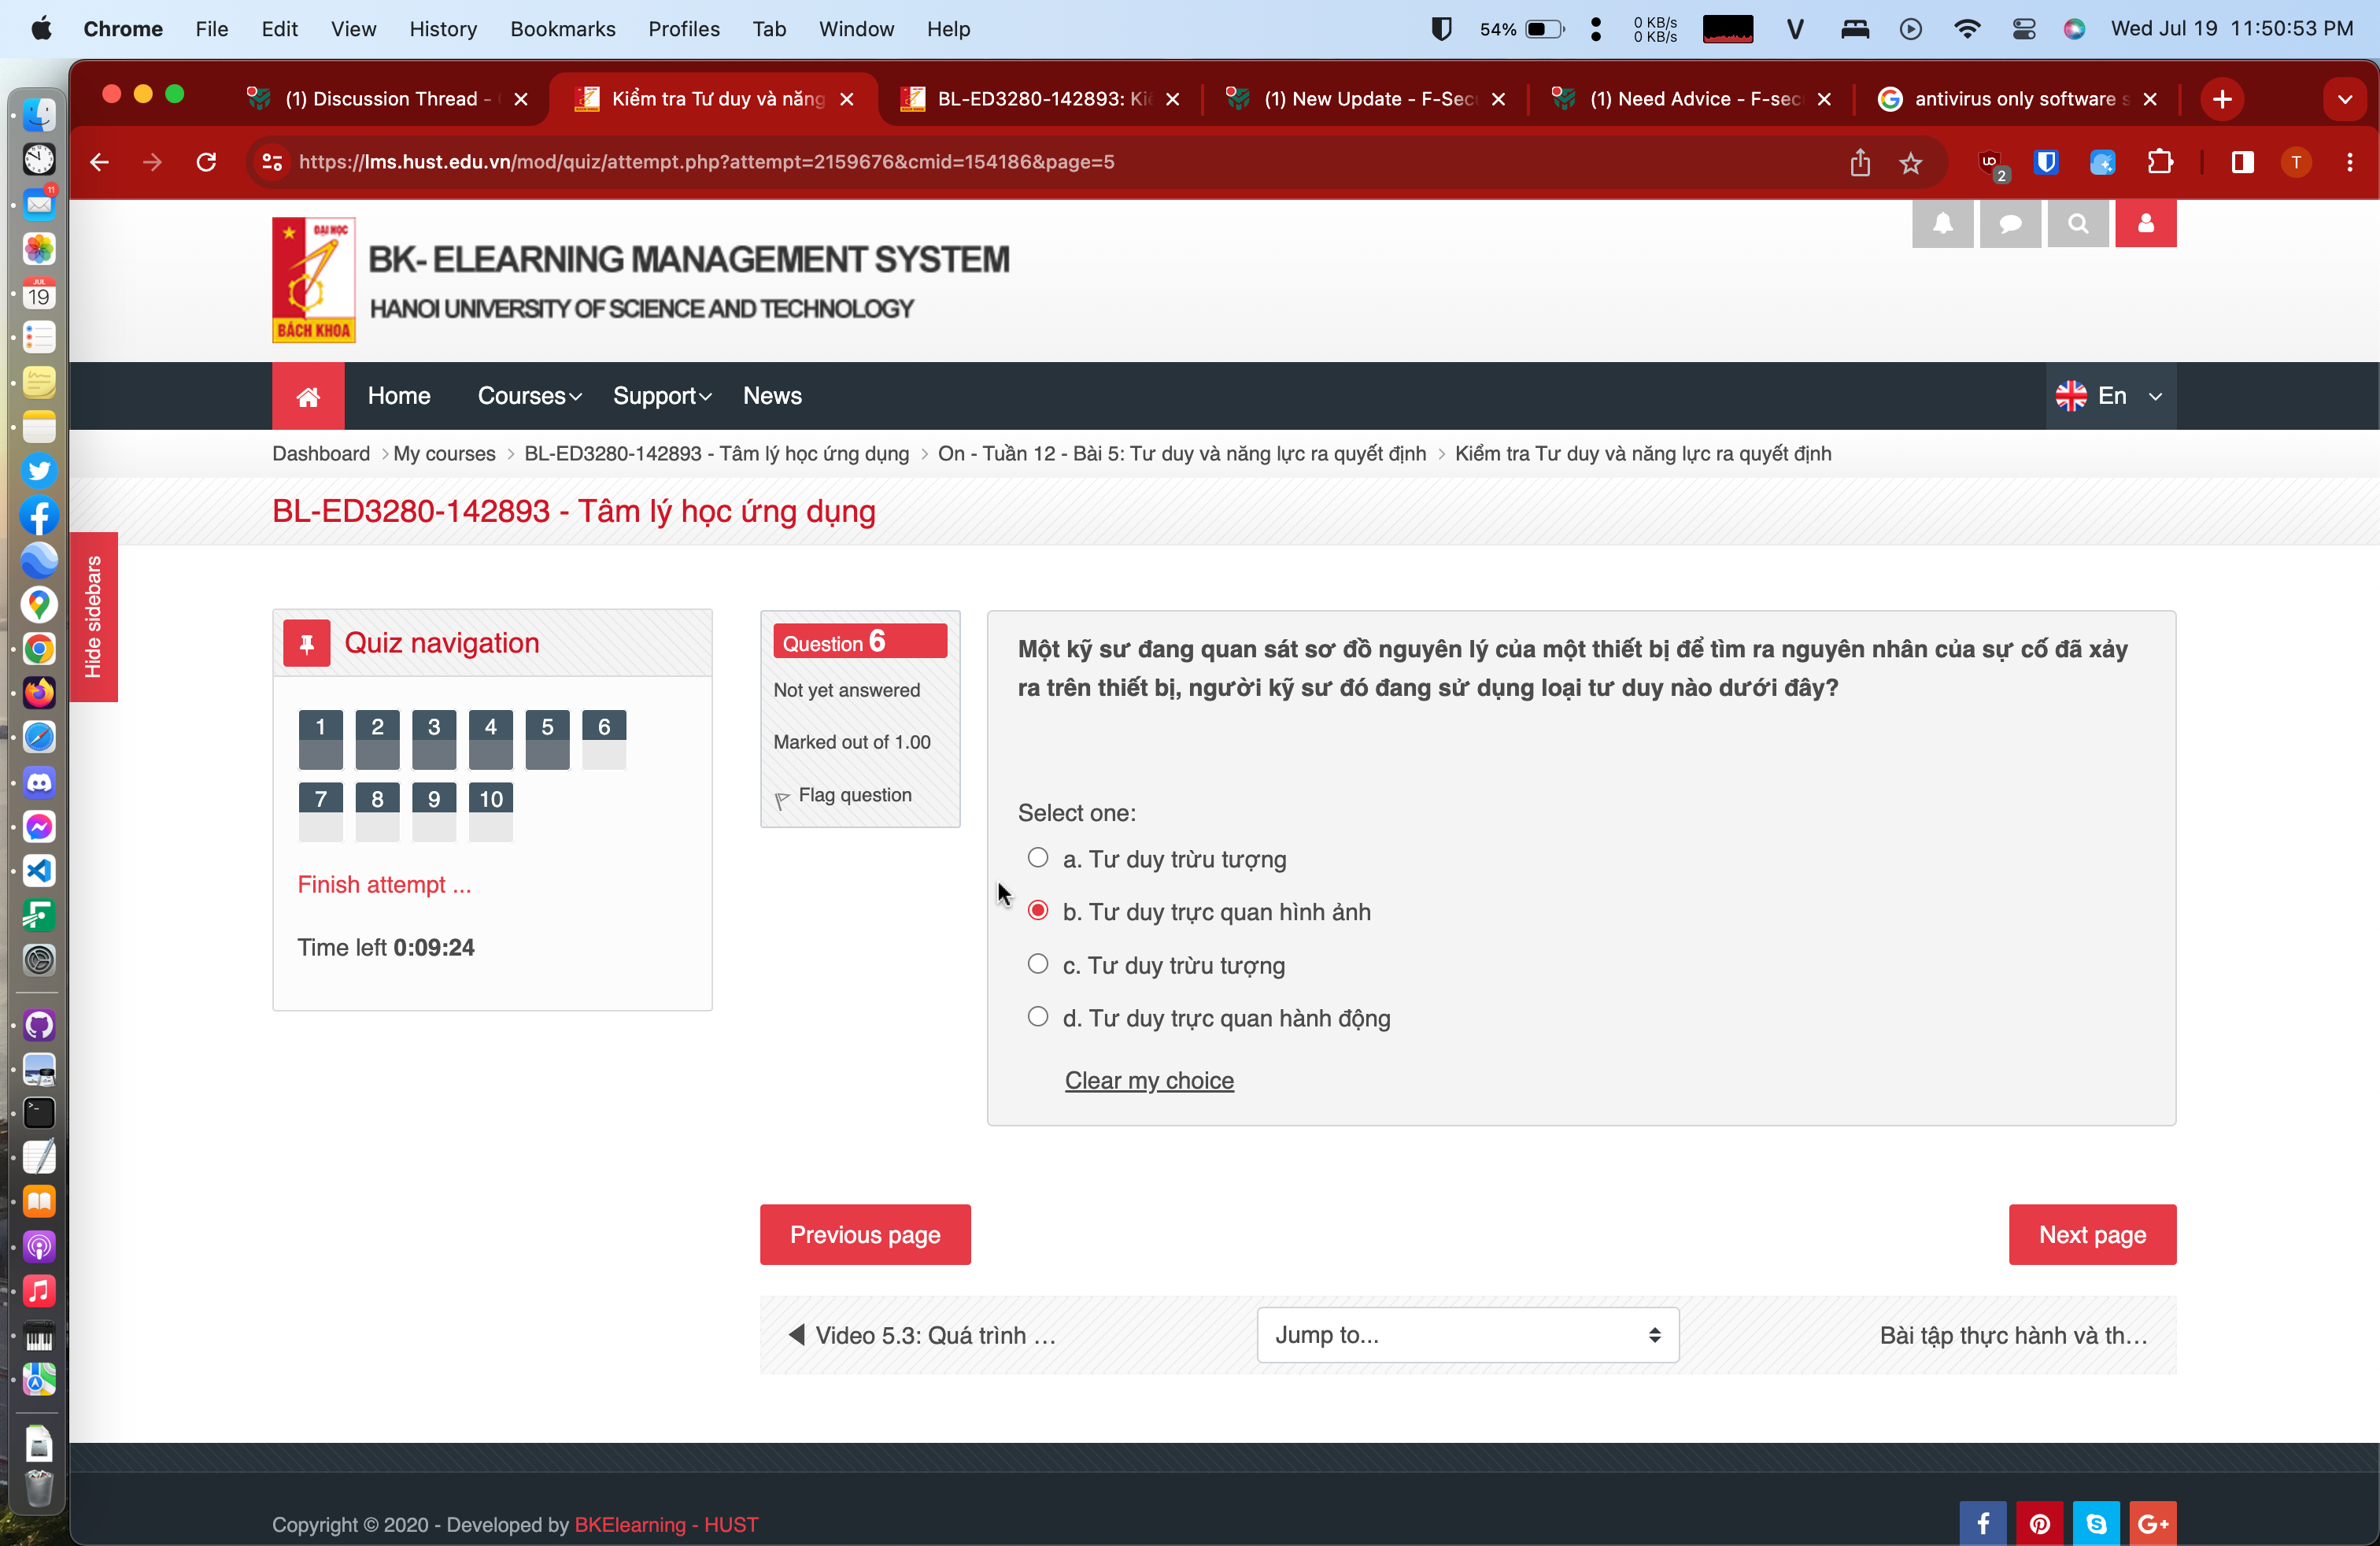 Chrome File Edit View History Bookmarks Profiles Tab Window Help
54%
0 KB/s
0 KB/s
Wed Jul 19 11:50:53 PM
(1) Discussion Thread -
Kiểm tra Tư duy và năng
BL-ED3280-142893: Ki
(1) New Update - F-Sec
(1) Need Advice - F-sec
antivirus only software s
https://lms.hust.edu.vn/mod/quiz/attempt.php?attempt=2159676&cmid=154186&page=5
2
T
11
JUL
19
ĐẠI HỌC
BÁCH KHOA
BK- ELEARNING MANAGEMENT SYSTEM
HANOI UNIVERSITY OF SCIENCE AND TECHNOLOGY
Home Courses Support News
En
Dashboard > My courses > BL-ED3280-142893 - Tâm lý học ứng dụng > On - Tuần 12 - Bài 5: Tư duy và năng lực ra quyết định > Kiểm tra Tư duy và năng lực ra quyết định
BL-ED3280-142893 - Tâm lý học ứng dụng
Hide sidebars
Quiz navigation
1 2 3 4 5 6
7 8 9 10
Finish attempt ...
Time left 0:09:24
Question 6
Not yet answered
Marked out of 1.00
Flag question
Một kỹ sư đang quan sát sơ đồ nguyên lý của một thiết bị để tìm ra nguyên nhân của sự cố đã xảy
ra trên thiết bị, người kỹ sư đó đang sử dụng loại tư duy nào dưới đây?
Select one:
a. Tư duy trừu tượng
b. Tư duy trực quan hình ảnh
c. Tư duy trừu tượng
d. Tư duy trực quan hành động
Clear my choice
Previous page
Next page
Video 5.3: Quá trình ...
Jump to...
Bài tập thực hành và th...
Copyright © 2020 - Developed by BKElearning - HUST